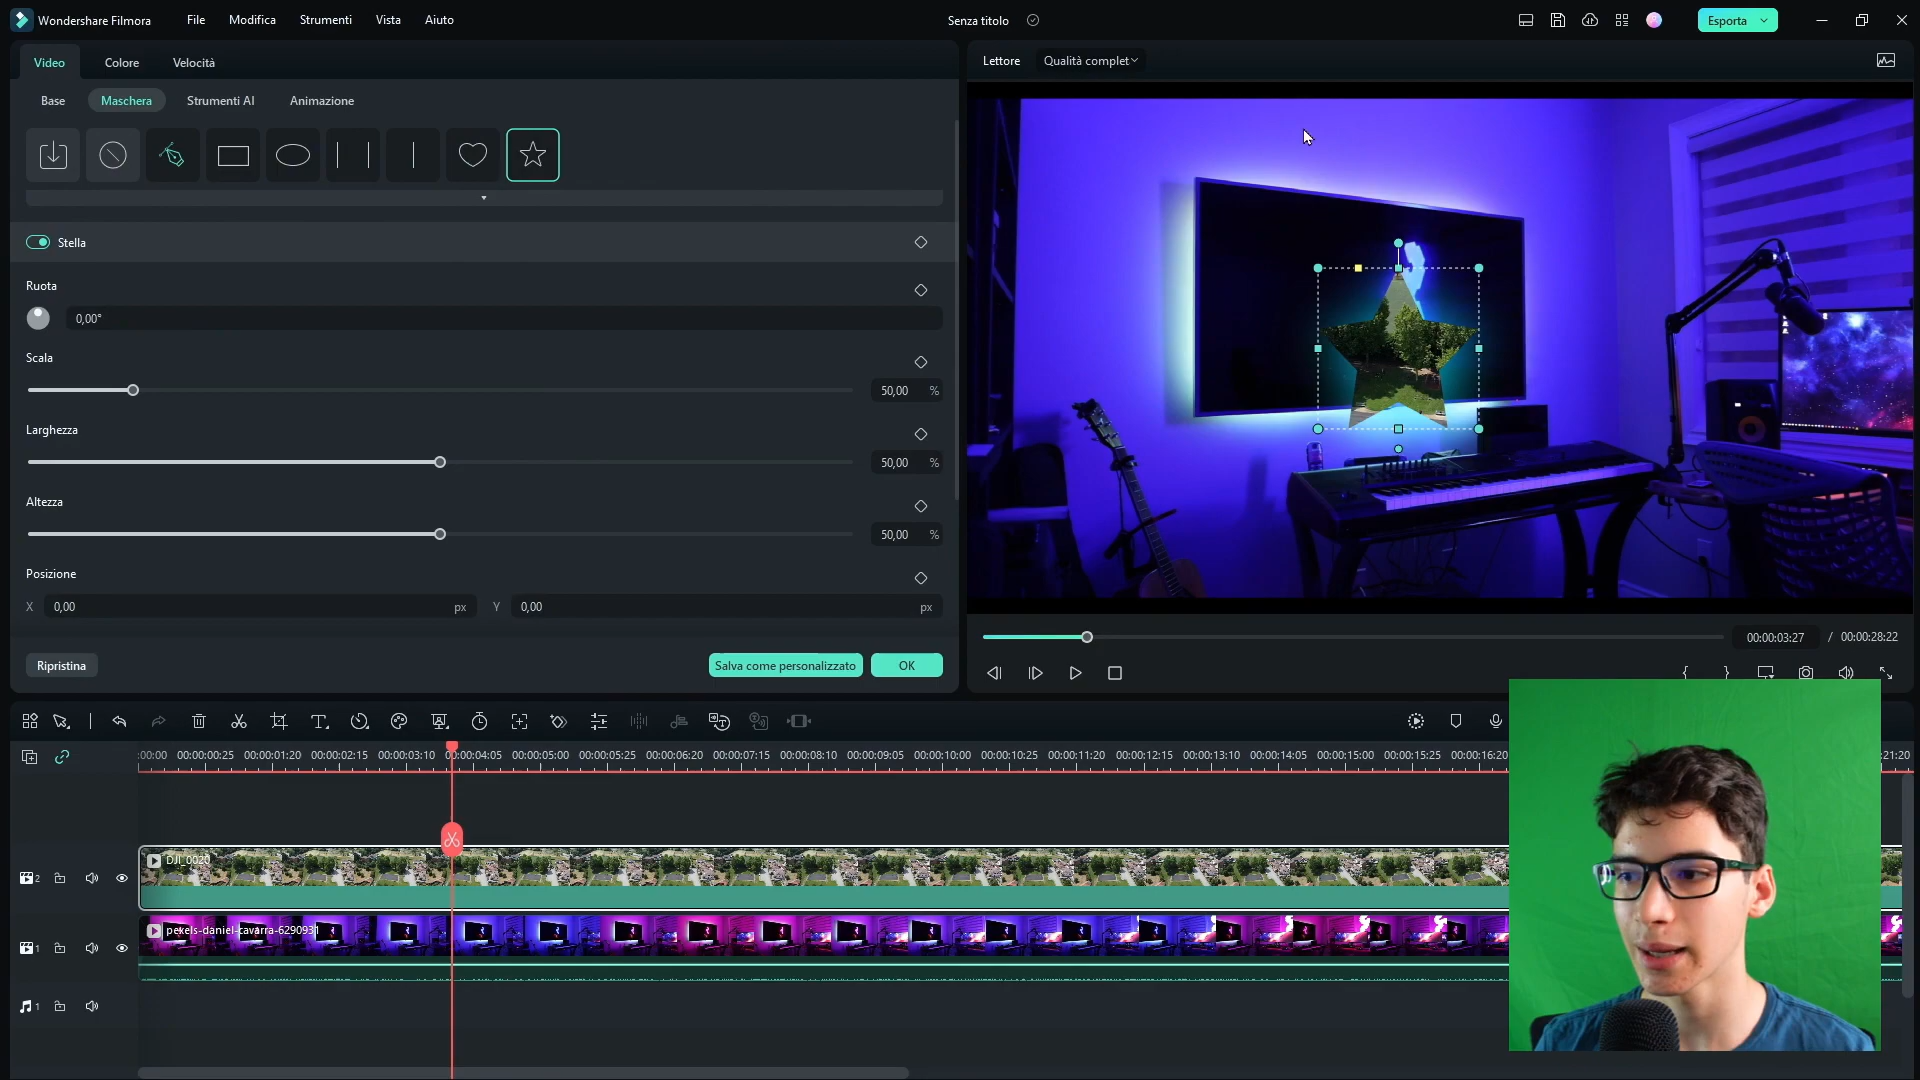 Wondershare Filmora File Modifica Strumenti Vista Aiuto Senza titolo Esporta
Video Colore Velocità
Lettore Qualità complet
Base Maschera Strumenti AI Animazione
Stella
Ruota
0,00°
Scala
50,00 %
Larghezza
50,00 %
Altezza
50,00 %
Posizione
X 0,00 px Y 0,00 px
00:00:03:27 / 00:00:28:22
Ripristina Salva come personalizzato OK
:00:00 00:00:00:25 00:00:01:20 00:00:02:15 00:00:03:10 00:00:04:05 00:00:05:00 00:00:05:25 00:00:06:20 00:00:07:15 00:00:08:10 00:00:09:05 00:00:10:00 00:00:10:25 00:00:11:20 00:00:12:15 00:00:13:10 00:00:14:05 00:00:15:00 00:00:15:25 00:00:16:20 :21:20
DJI_0020
2
pexels-daniel-cavarra-6290931
1
1